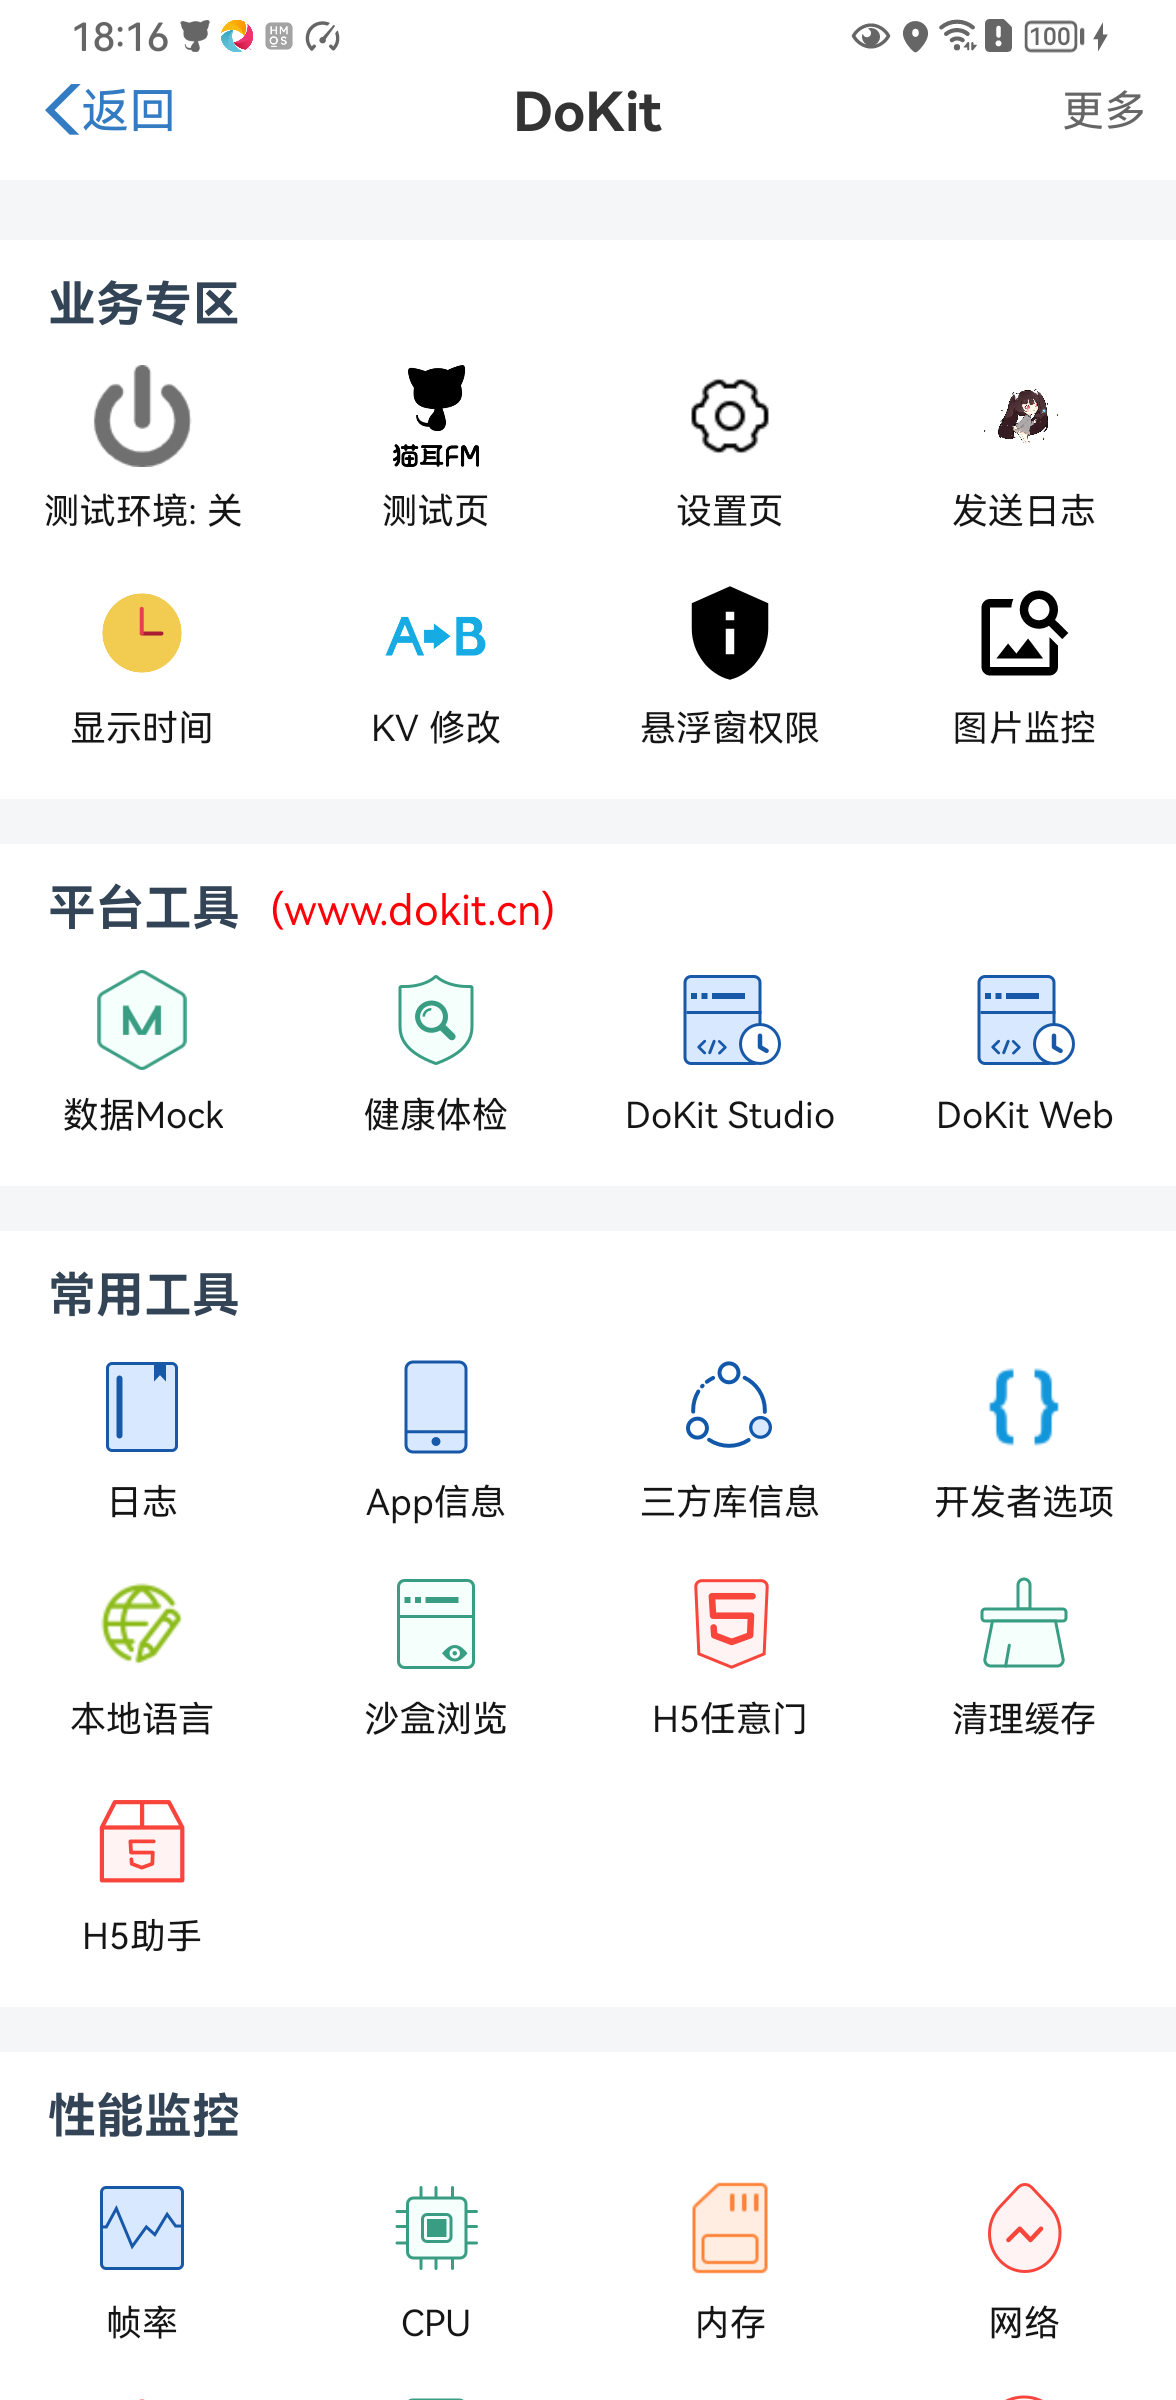 18:16
HM
OS
100
返回
DoKit
更多
业务专区
猫耳FM
测试环境: 关
测试页
设置页
发送日志
A B
显示时间
KV 修改
悬浮窗权限
图片监控
平台工具 (www.dokit.cn)
M
</>
</>
数据Mock
健康体检
DoKit Studio
DoKit Web
常用工具
{ }
日志
App信息
三方库信息
开发者选项
5
本地语言
沙盒浏览
H5任意门
清理缓存
5
H5助手
性能监控
帧率
CPU
内存
网络